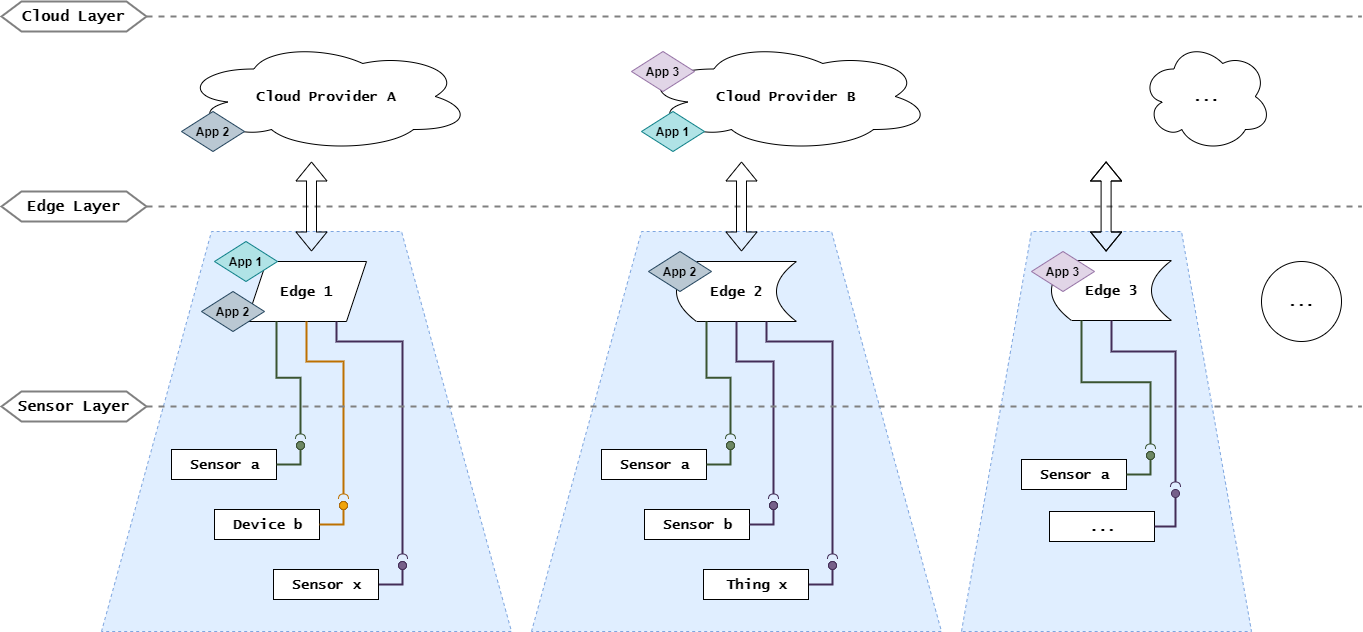 Cloud Layer
Cloud Provider A
App 2
App 3
Cloud Provider B
App 1
...
Edge Layer
App 1
Edge 1
App 2
App 2
Edge 2
App 3
Edge 3
...
Sensor Layer
Sensor a
Device b
Sensor x
Sensor a
Sensor b
Thing x
Sensor a
...